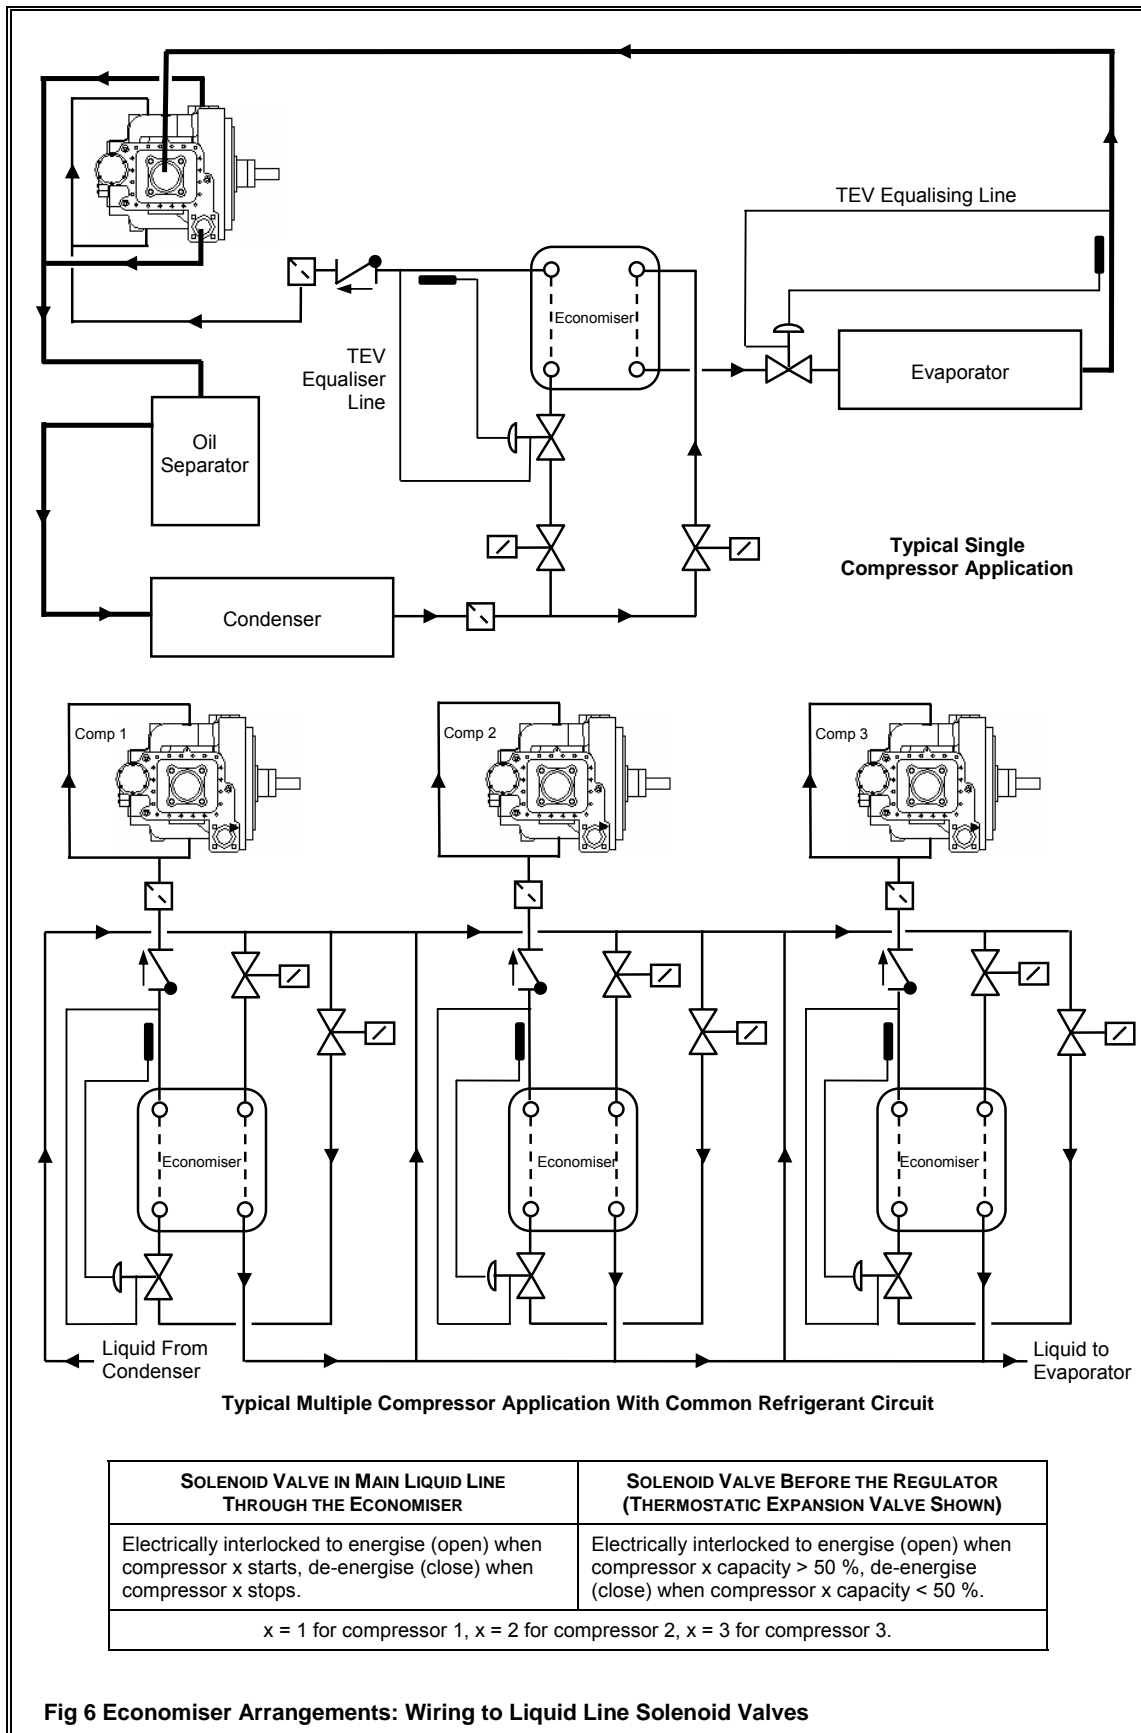 TEV Equalising Line
Economiser
TEV
Equaliser
Line
Evaporator
Oil
Separator
Typical Single
Compressor Application
Condenser
Comp 1
Comp 2
Comp 3
Economiser
Economiser
Economiser
Liquid From
Condenser
Liquid to
Evaporator
Typical Multiple Compressor Application With Common Refrigerant Circuit
SOLENOID VALVE IN MAIN LIQUID LINE
THROUGH THE ECONOMISER
SOLENOID VALVE BEFORE THE REGULATOR
(THERMOSTATIC EXPANSION VALVE SHOWN)
Electrically interlocked to energise (open) when
compressor x starts, de-energise (close) when
compressor x stops.
Electrically interlocked to energise (open) when
compressor x capacity > 50 %, de-energise
(close) when compressor x capacity < 50 %.
x = 1 for compressor 1, x = 2 for compressor 2, x = 3 for compressor 3.
Fig 6 Economiser Arrangements: Wiring to Liquid Line Solenoid Valves